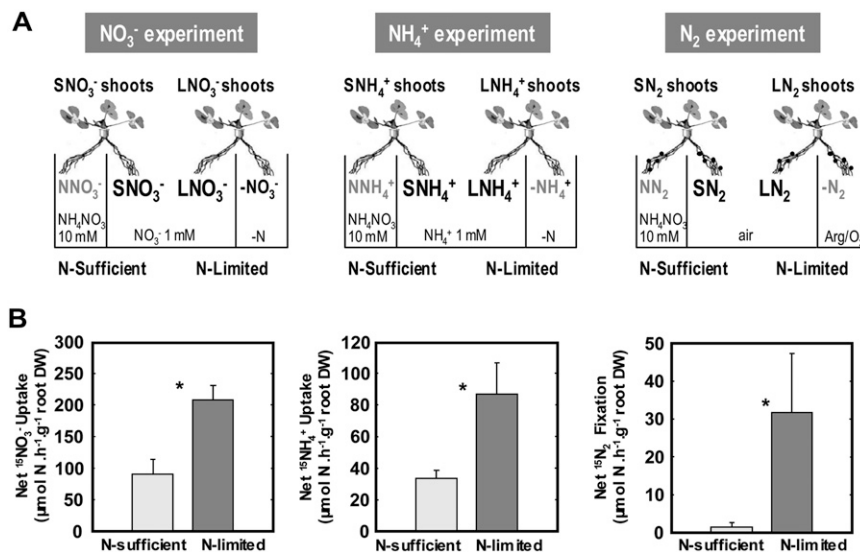 A
NO₃⁻ experiment
NH₄⁺ experiment
N₂ experiment
SNO₃⁻ shoots LNO₃⁻ shoots
SNH₄⁺ shoots LNH₄⁺ shoots
SN₂ shoots LN₂ shoots
NNO₃⁻ SNO₃⁻ LNO₃⁻ -NO₃⁻
NNH₄⁺ SNH₄⁺ LNH₄⁺ -NH₄⁺
NN₂ SN₂ LN₂ -N₂
NH₄NO₃
10 mM NO₃⁻ 1 mM -N
NH₄NO₃
10 mM NH₄⁺ 1 mM -N
NH₄NO₃
10 mM air Arg/O
N-Sufficient N-Limited
N-Sufficient N-Limited
N-Sufficient N-Limited
B
Net ¹⁵NO₃⁻ Uptake
(µmol N .h⁻¹.g⁻¹ root DW)
300
250
200
150
100
50
0
*
N-sufficient N-limited
Net ¹⁵NH₄⁺ Uptake
(µmol N .h⁻¹.g⁻¹ root DW)
120
100
80
60
40
20
0
*
N-sufficient N-limited
Net ¹⁵N₂ Fixation
(µmol N .h⁻¹.g⁻¹ root DW)
50
40
30
20
10
0
*
N-sufficient N-limited